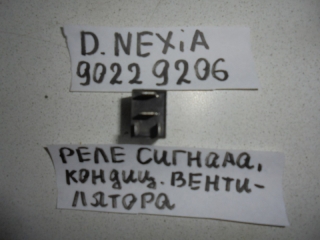 D. NEXiA
90229206
РЕЛЕ СИГНАЛА,
кондиц. ВЕНТИ-
ЛЯТОРА